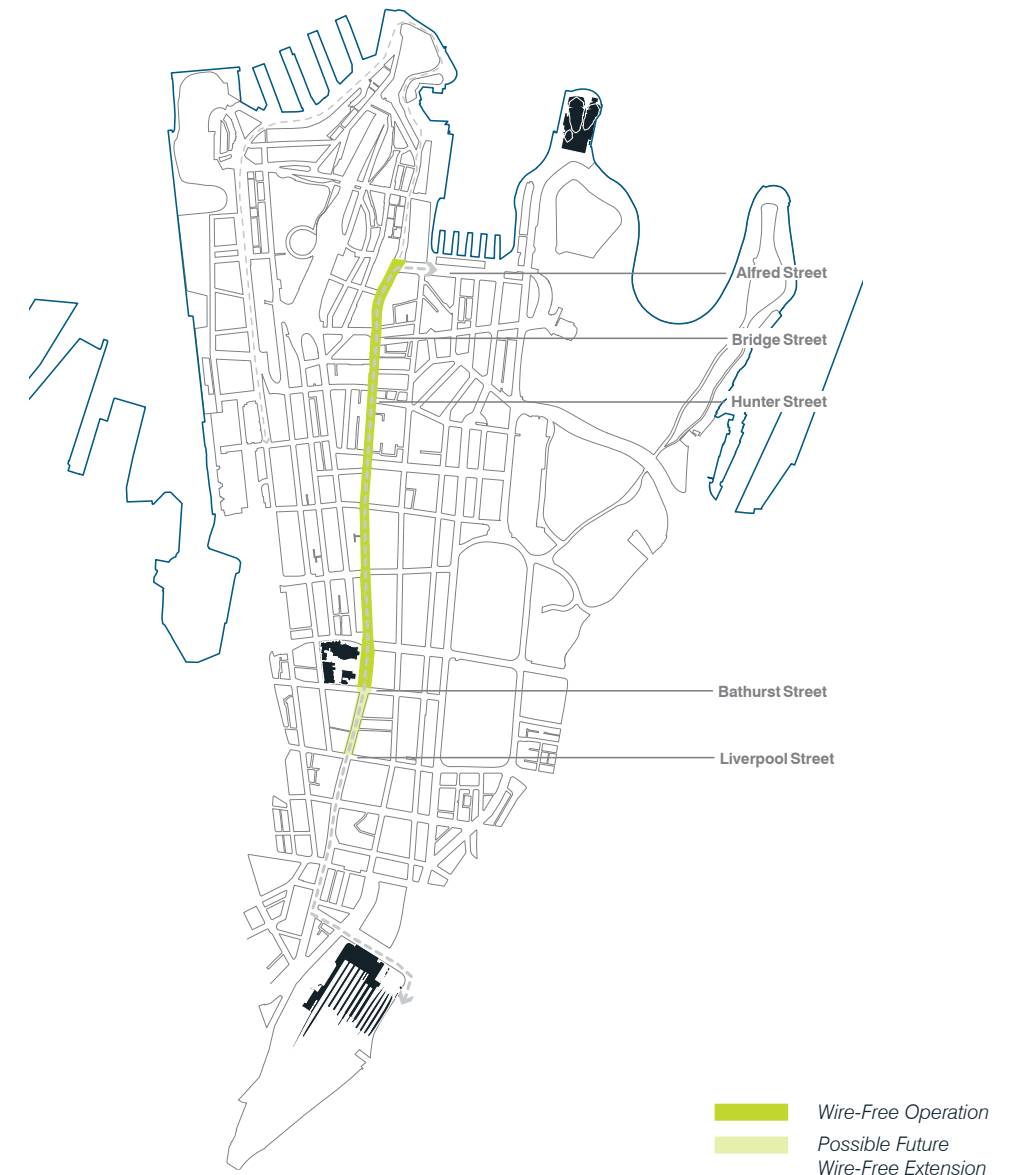 Alfred Street
Bridge Street
Hunter Street
Bathurst Street
Liverpool Street
Wire-Free Operation
Possible Future
Wire-Free Extension